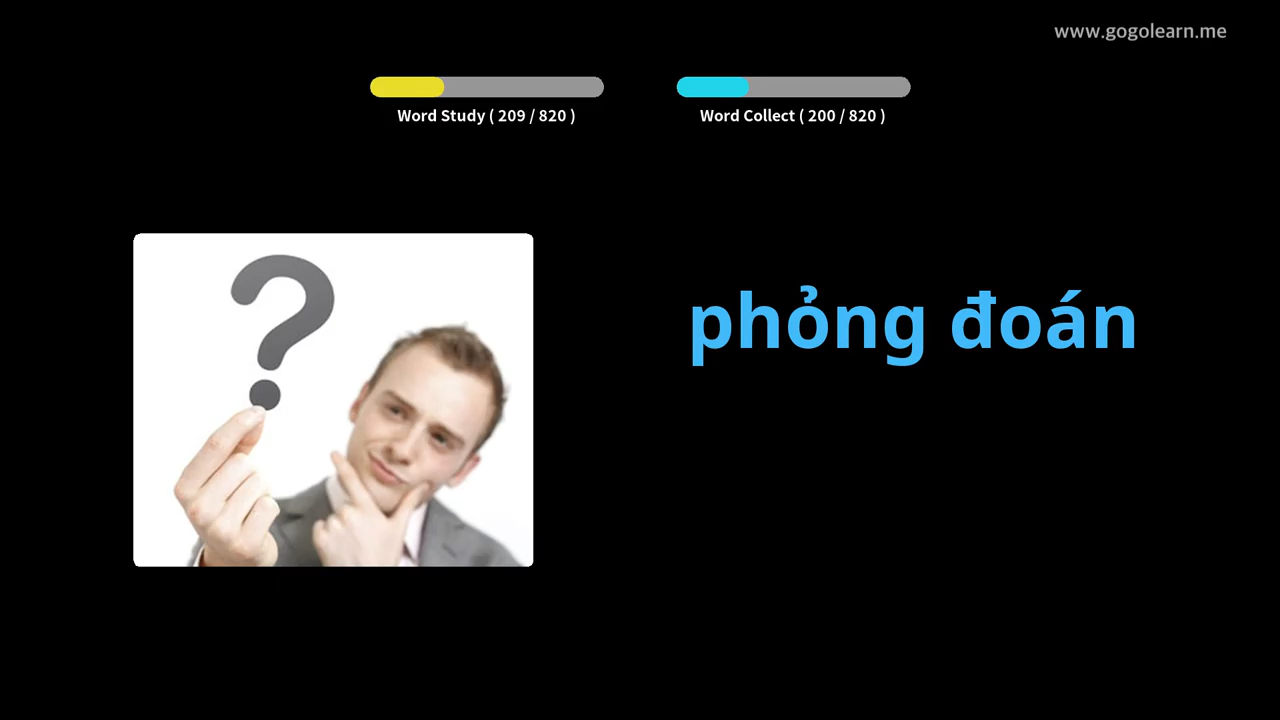 www.gogolearn.me
Word Study ( 209 / 820 )
Word Collect ( 200 / 820 )
?
phỏng đoán